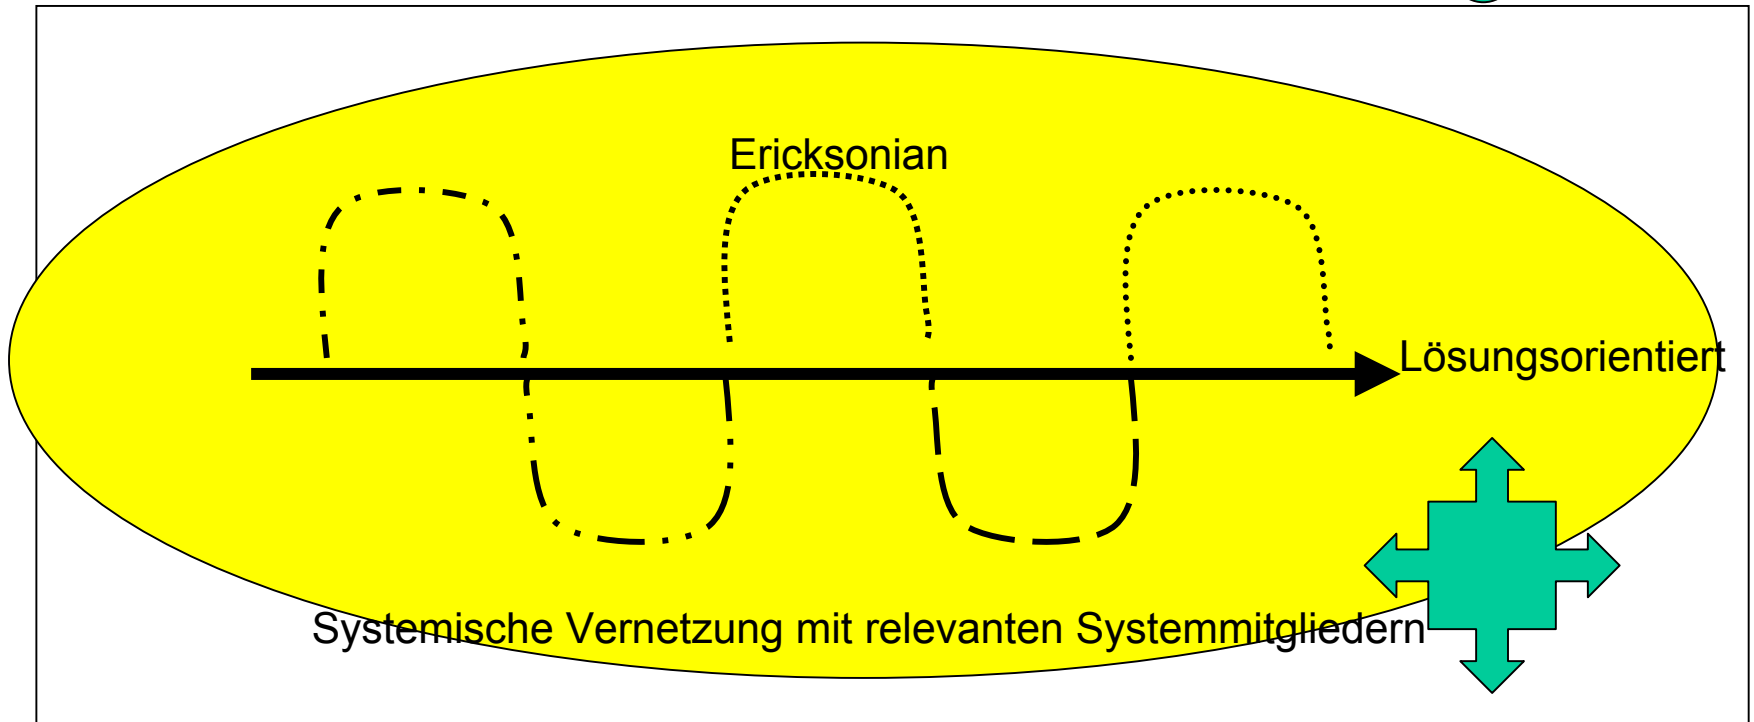 Ericksonian
Lösungsorientiert
Systemische Vernetzung mit relevanten Systemmitgliedern